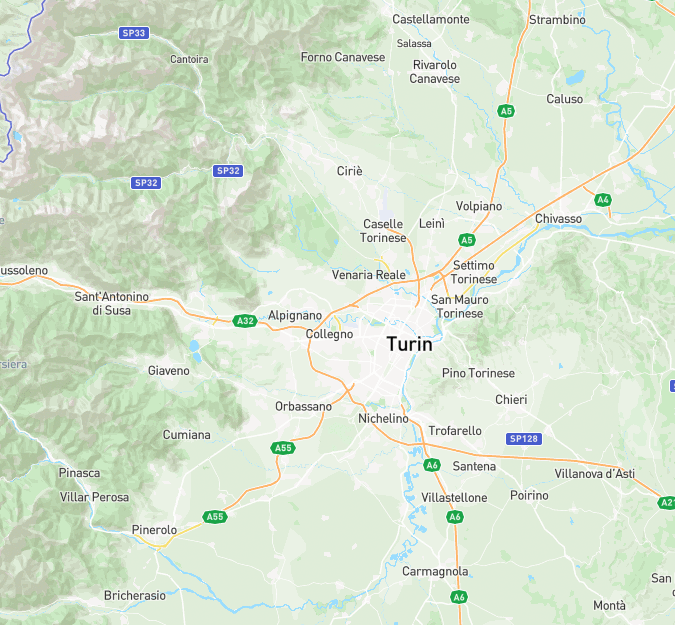 Castellamonte
Strambino
SP33
Salassa
Cantoira
Forno Canavese
Rivarolo
Canavese
Caluso
A5
Ciriè
SP32
SP32
A4
Volpiano
Chivasso
Caselle
Torinese
Leinì
A5
Venaria Reale
Settimo
Torinese
ussoleno
Sant'Antonino
di Susa
San Mauro
Torinese
Alpignano
A32
Collegno
Turin
Giaveno
Pino Torinese
Chieri
Orbassano
Nichelino
Cumiana
Trofarello
SP128
A55
A6
Santena
Pinasca
Villanova d'Asti
Villar Perosa
Villastellone
Poirino
A21
A55
A6
Pinerolo
Carmagnola
San
Bricherasio
A6
Montà